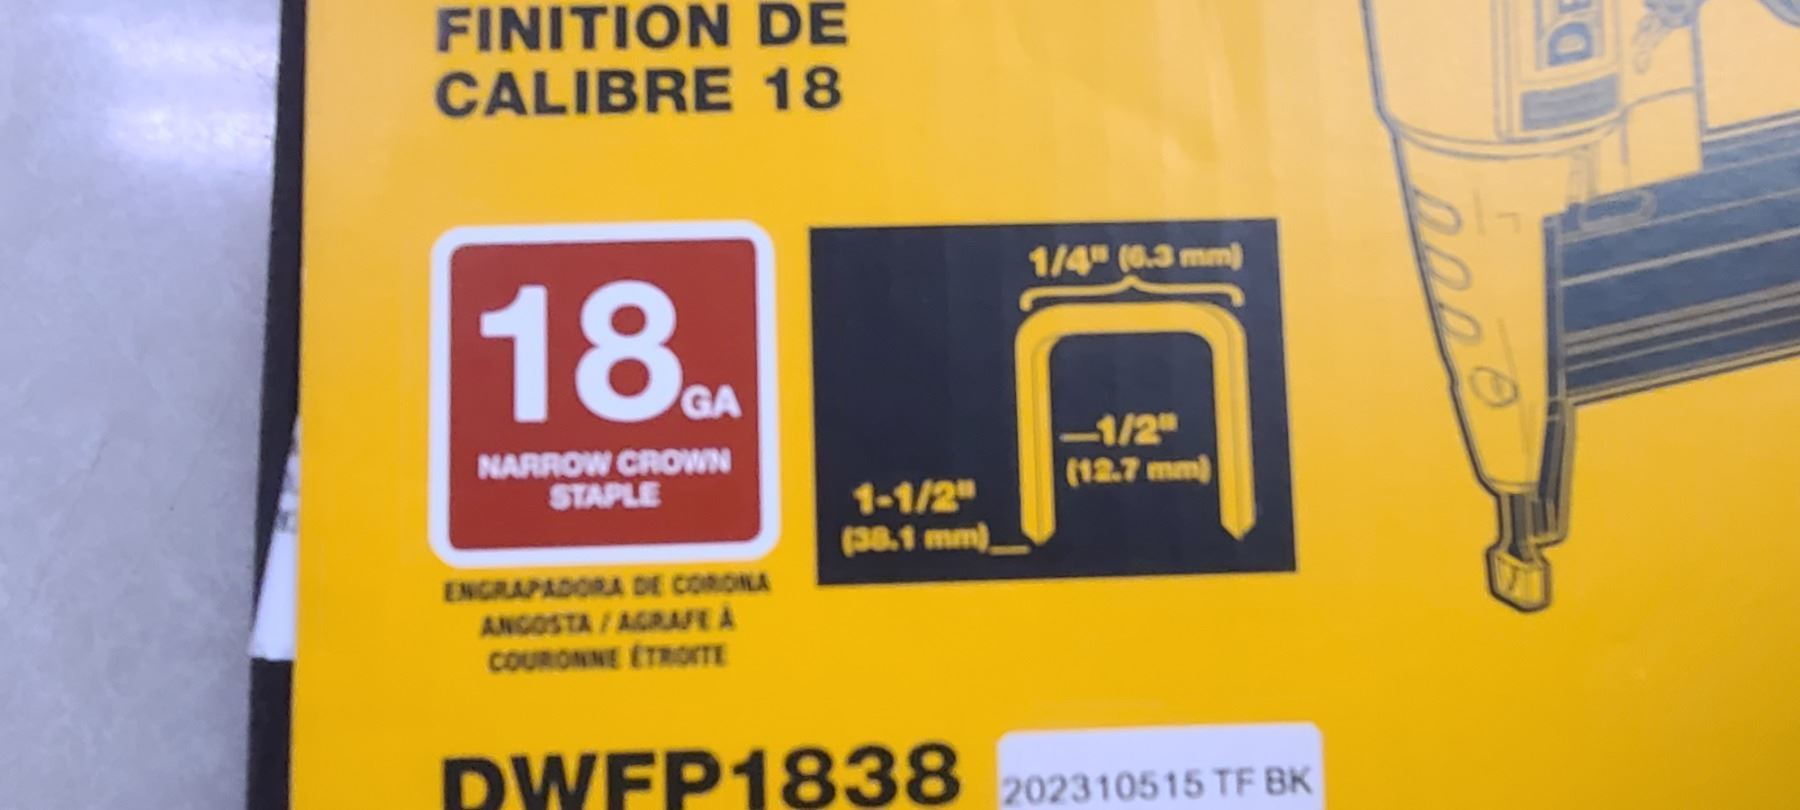 FINITION DE
CALIBRE 18
18GA
NARROW CROWN
STAPLE
ENGRAPADORA DE CORONA
ANGOSTA / AGRAFE À
COURONNE ÉTROITE
1/4" (6.3 mm)
1/2"
(12.7 mm)
1-1/2"
(38.1 mm)
DWFP1838
202310515 TF BK